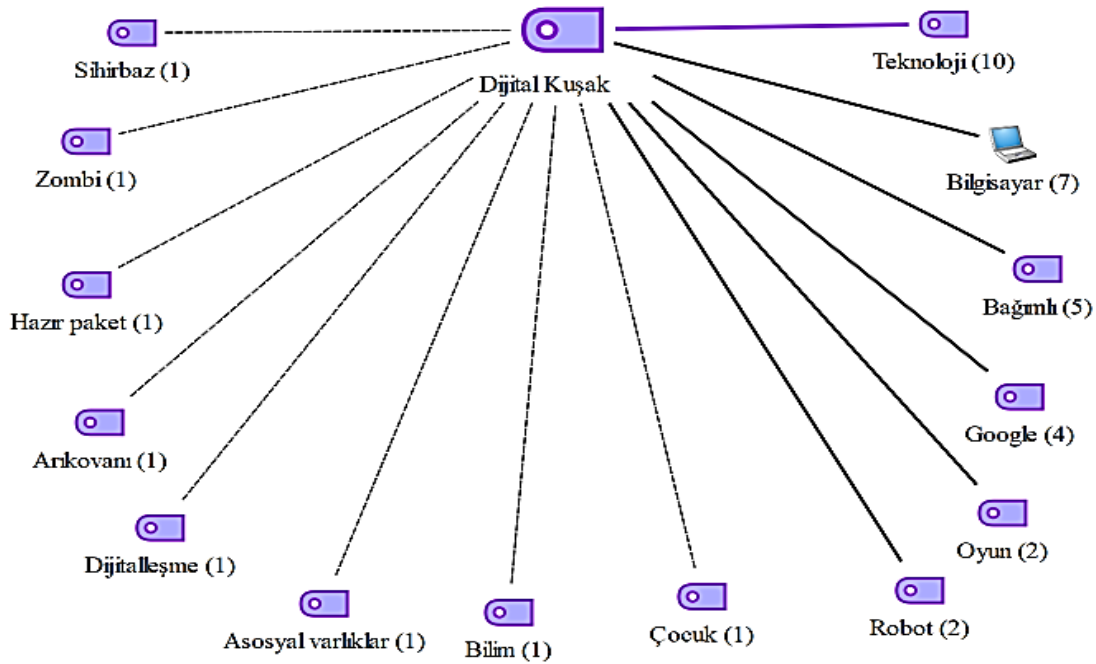 Sihirbaz (1)
Dijital Kuşak
Teknoloji (10)
Zombi (1)
Bilgisayar (7)
Hazır paket (1)
Bağımlı (5)
Arıkovanı (1)
Google (4)
Dijitalleşme (1)
Oyun (2)
Asosyal varlıklar (1)
Bilim (1)
Çocuk (1)
Robot (2)